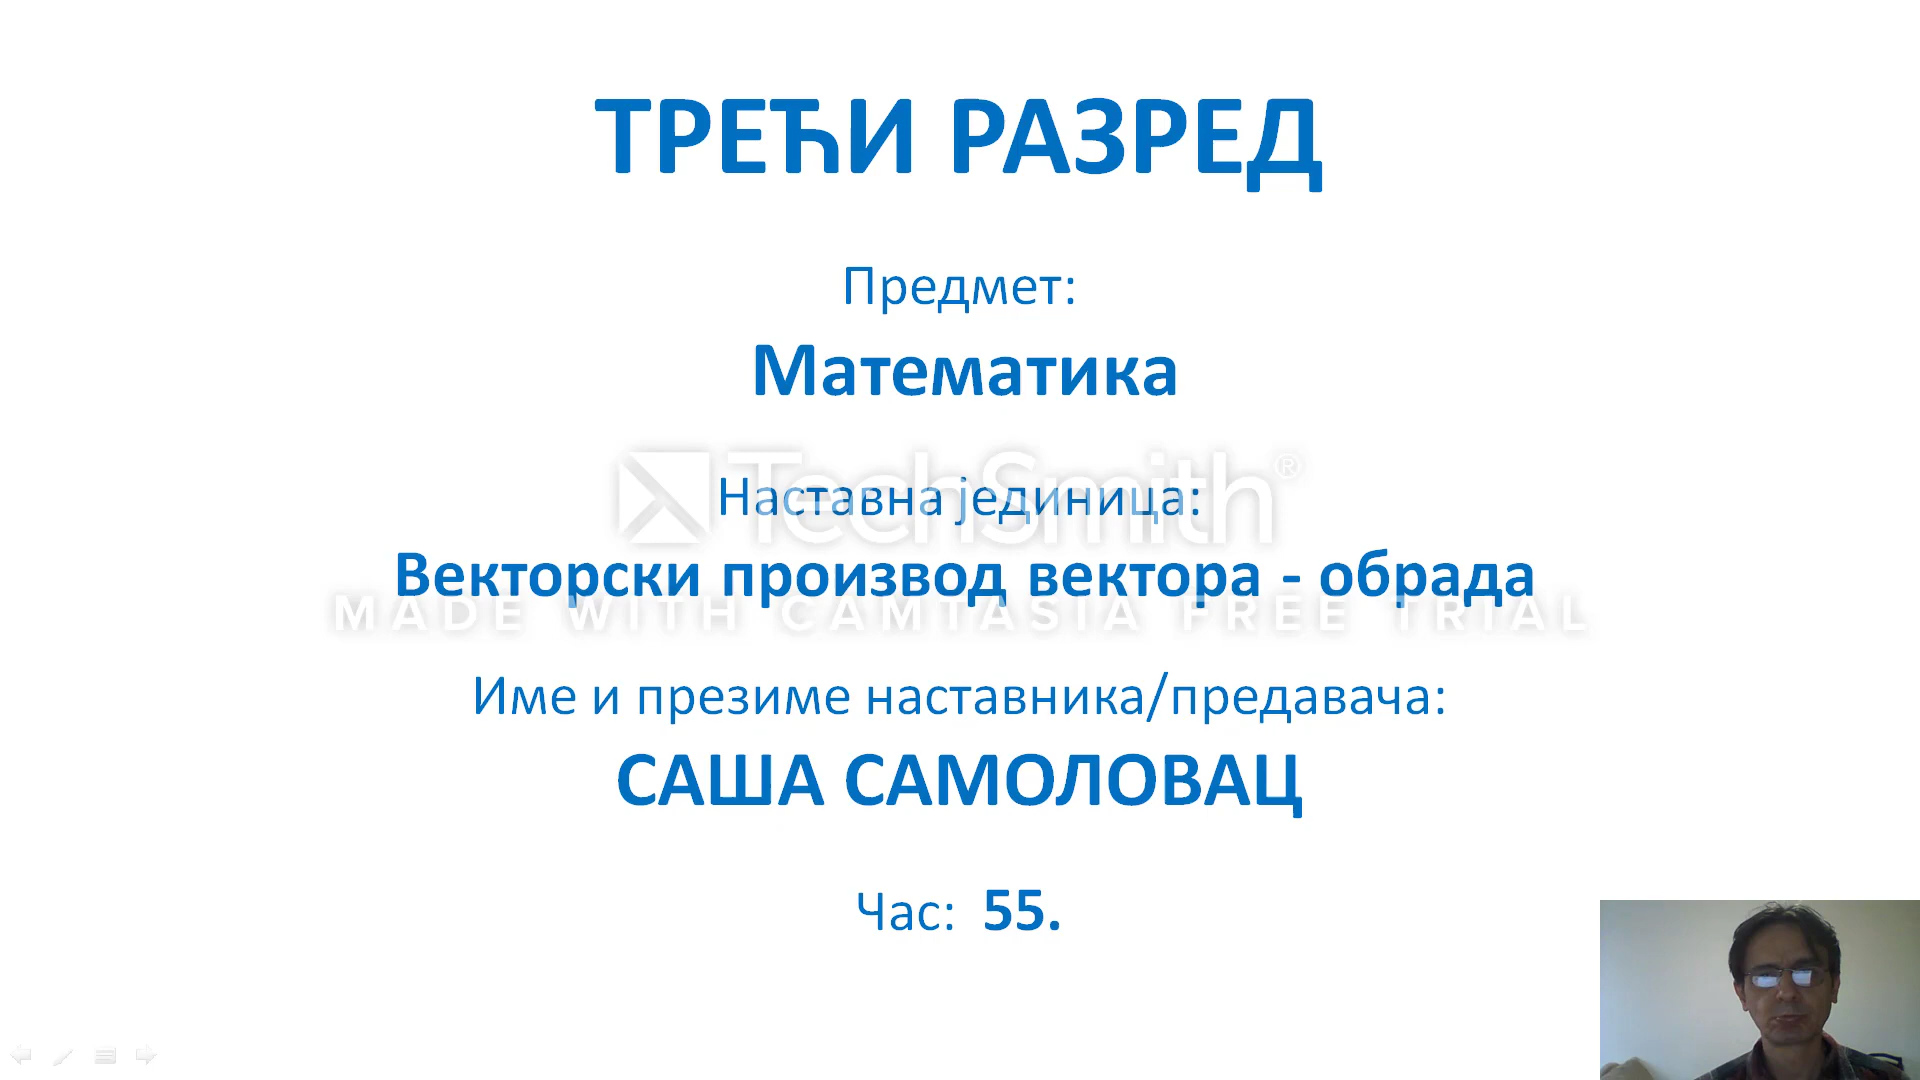 ТРЕЋИ РАЗРЕД
Предмет:
Математика
TechSmith®
Наставна јединица:
Векторски производ вектора - обрада
MADE WITH CAMTASIA FREE TRIAL
Име и презиме наставника/предавача:
САША САМОЛОВАЦ
Час: 55.